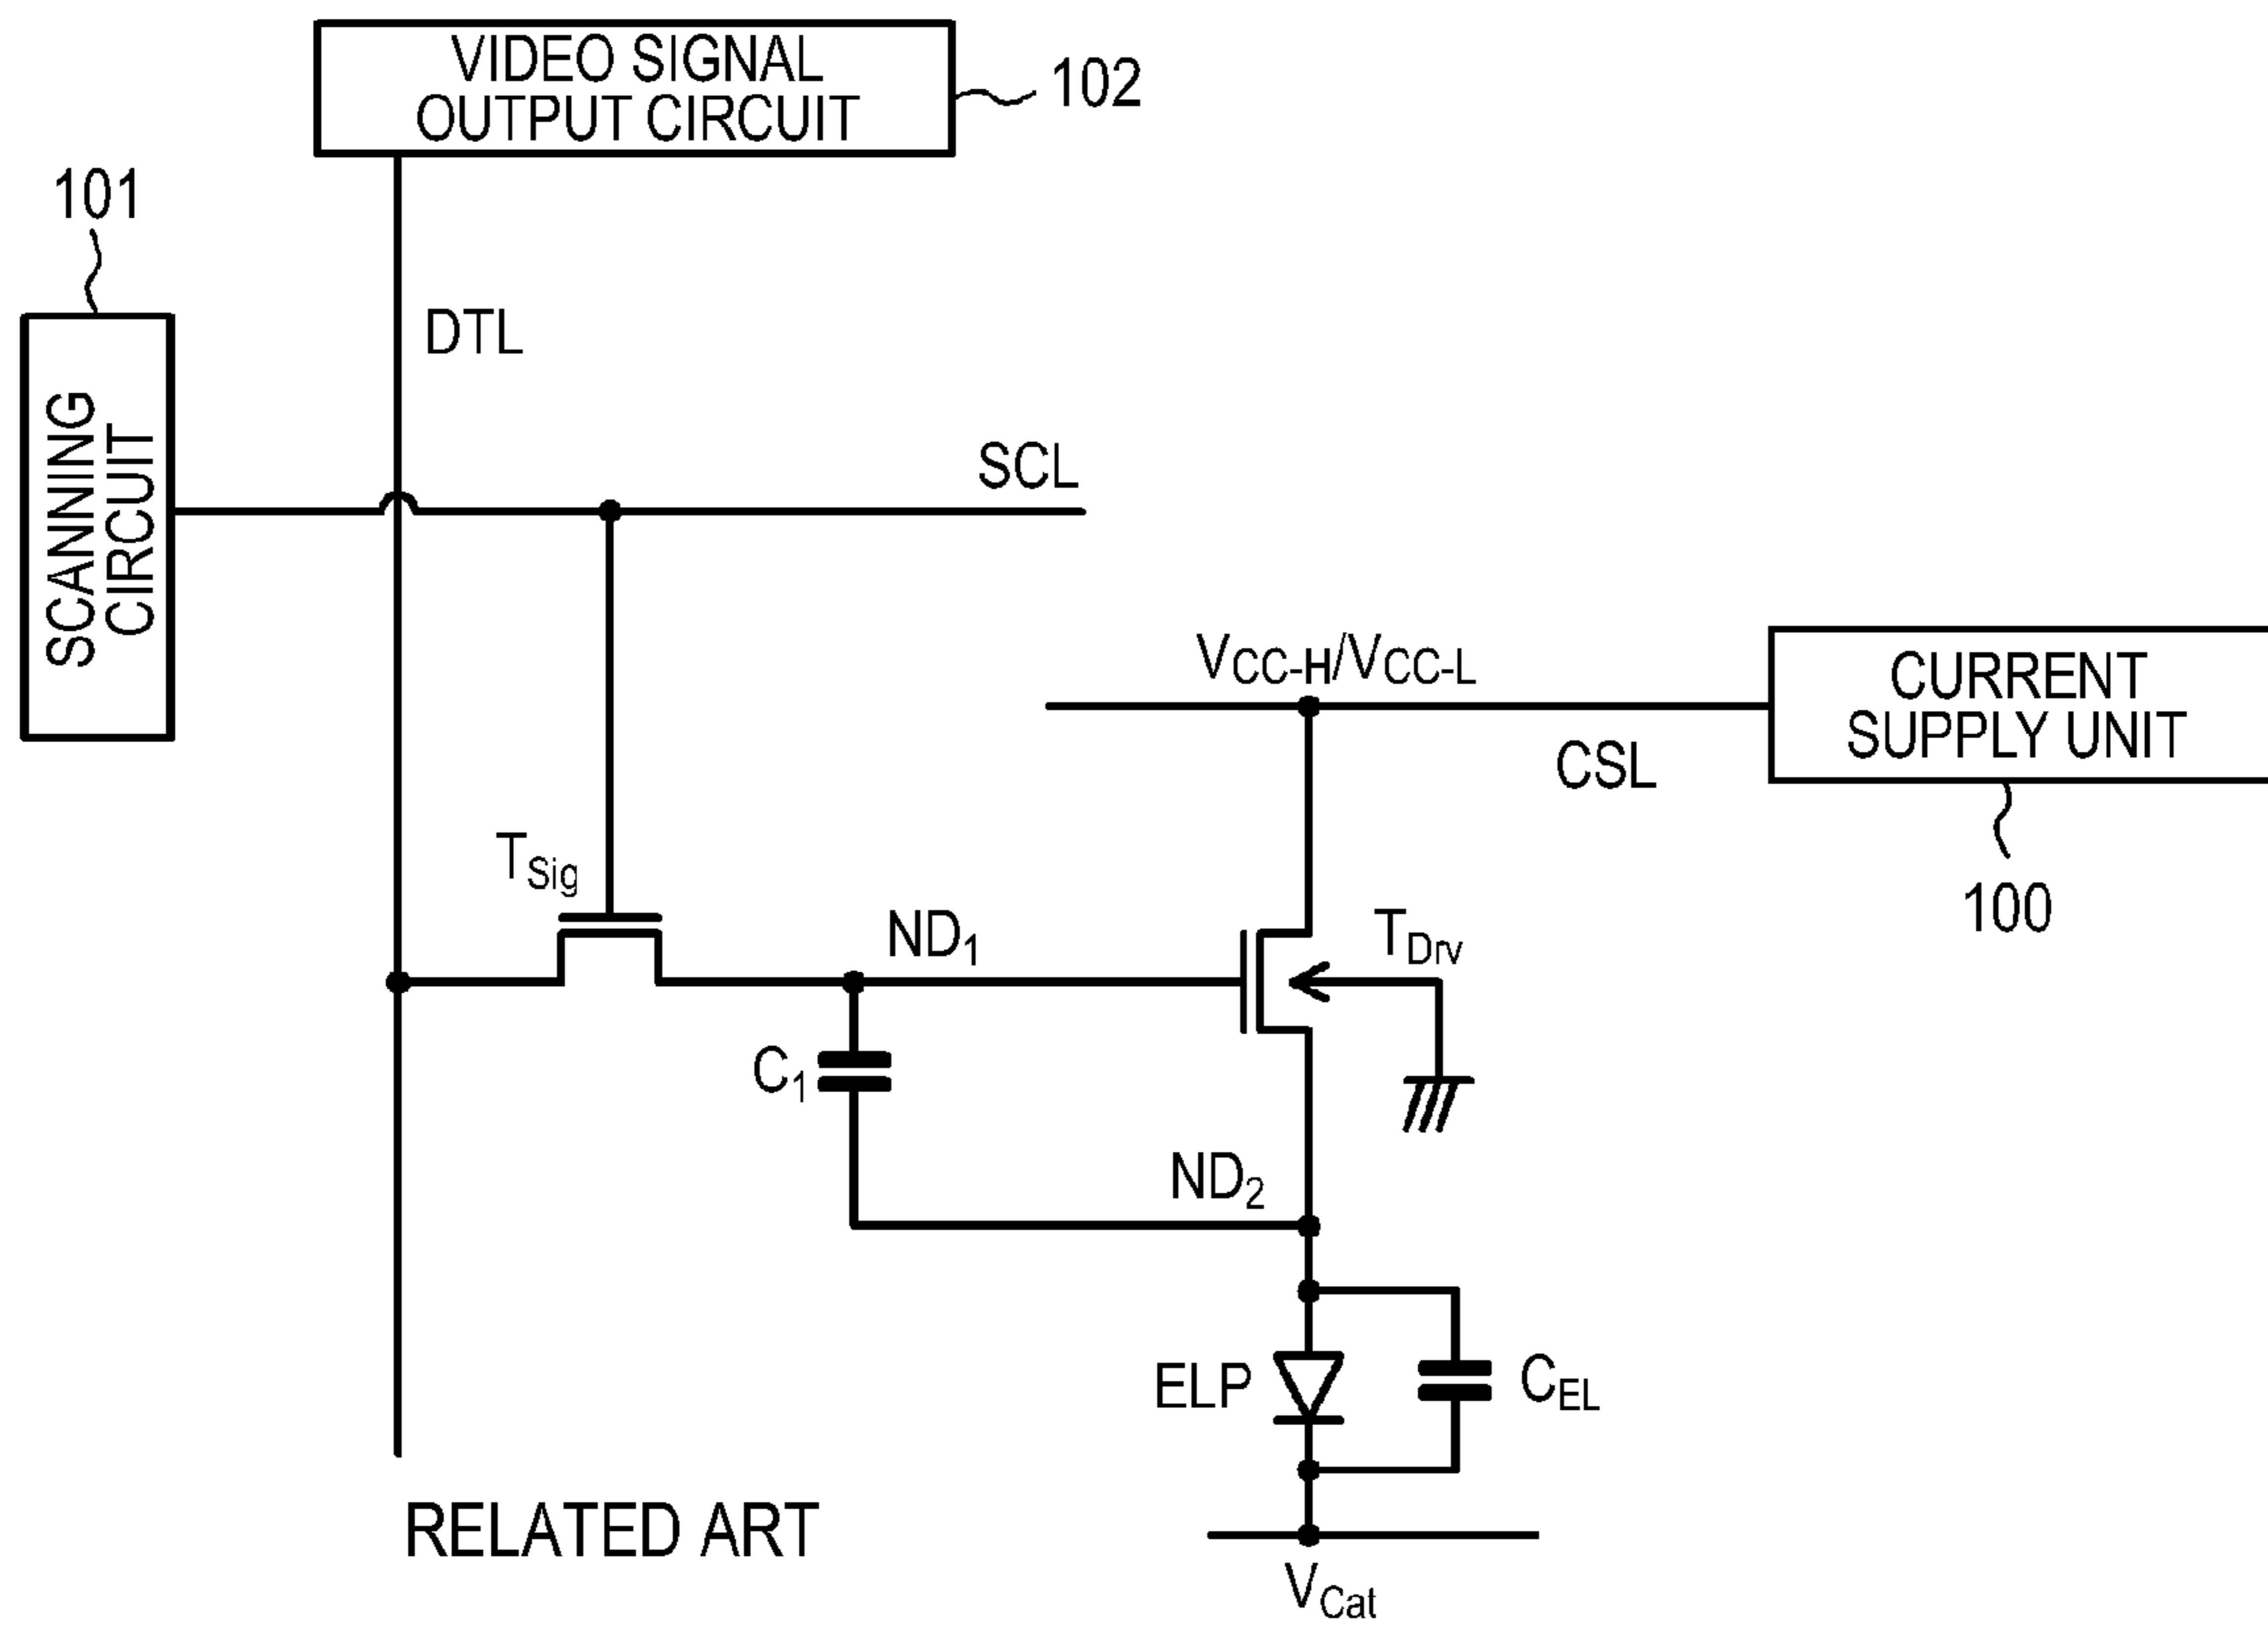 VIDEO SIGNAL
OUTPUT CIRCUIT
102
101
DTL
SCANNING
CIRCUIT
SCL
VCC-H/VCC-L
CURRENT
SUPPLY UNIT
CSL
100
TSig
ND1
TDrv
C1
ND2
ELP
CEL
RELATED ART
VCat